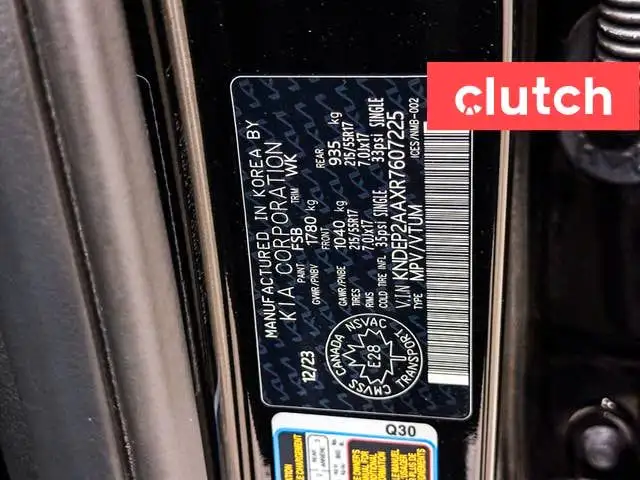 clutch
MANUFACTURED IN KOREA BY
KIA CORPORATION
PAINT FSB TRIM WK
GVWR/PNBV 1780 kg
FRONT REAR
GAWR/PNBE 1040 kg 935 kg
TIRES 215/55R17 215/55R17
RIMS 7.0Jx17 7.0Jx17
COLD TIRE INFL 33psi SINGLE 33psi SINGLE
ICES/NMB-002
V.I.N KNDEP2AAXR7607225
TYPE MPV/VTUM
12/23
CANADA NSVAC
E28
CMVSS TRANSPORT
Q30